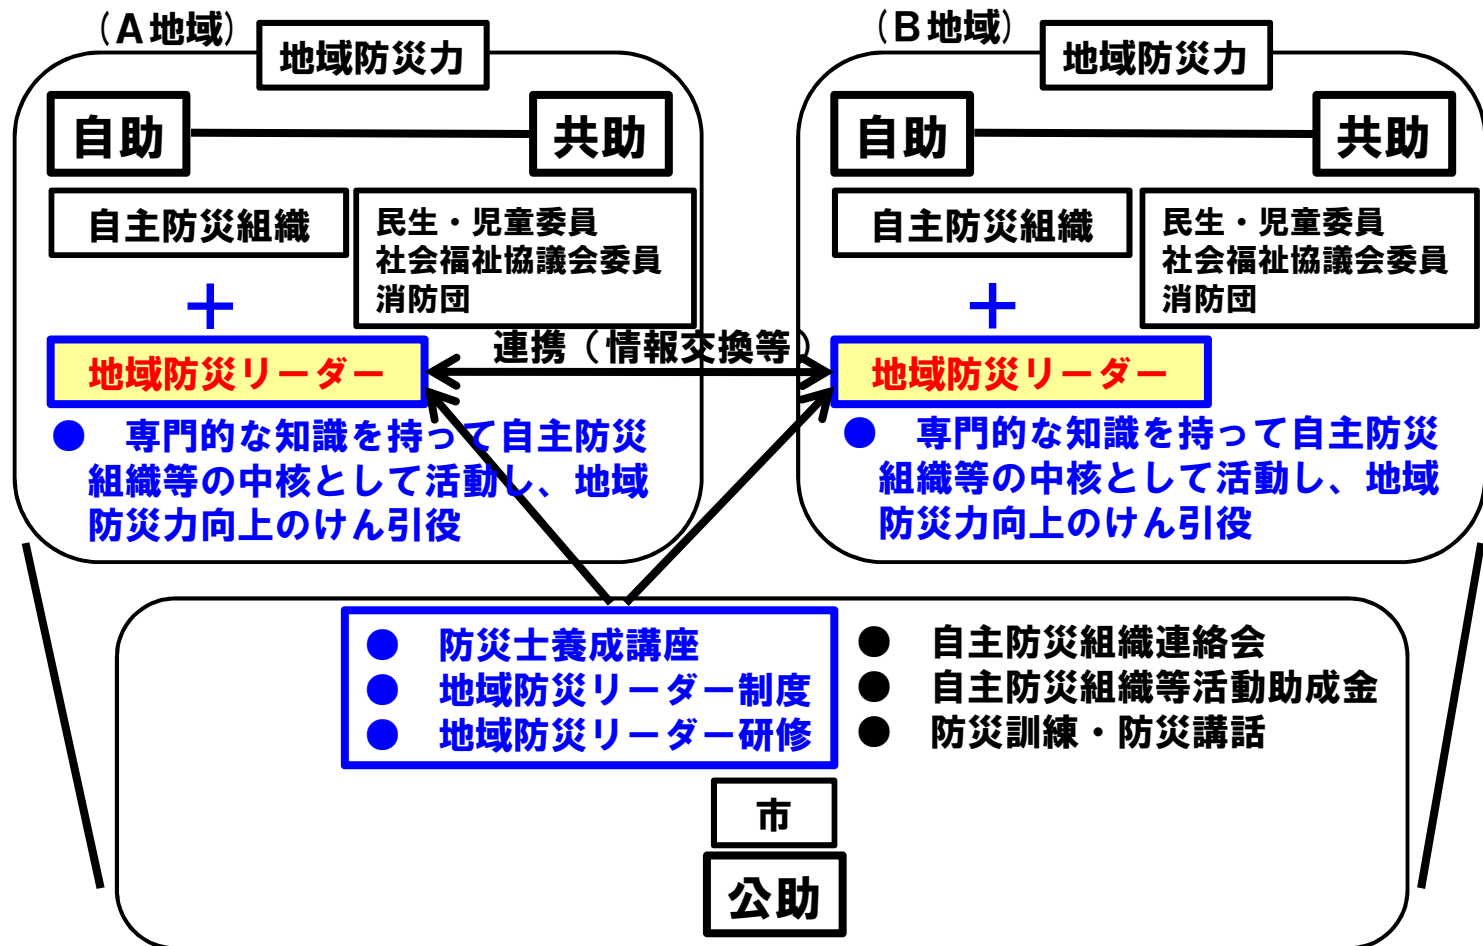 （Ａ地域）
地域防災力
自助
共助
自主防災組織
民生・児童委員
社会福祉協議会委員
消防団
＋
地域防災リーダー
●　専門的な知識を持って自主防災
組織等の中核として活動し、地域
防災力向上のけん引役
連携（情報交換等）
（Ｂ地域）
地域防災力
自助
共助
自主防災組織
民生・児童委員
社会福祉協議会委員
消防団
＋
地域防災リーダー
●　専門的な知識を持って自主防災
組織等の中核として活動し、地域
防災力向上のけん引役
●　防災士養成講座
●　地域防災リーダー制度
●　地域防災リーダー研修
●　自主防災組織連絡会
●　自主防災組織等活動助成金
●　防災訓練・防災講話
市
公助